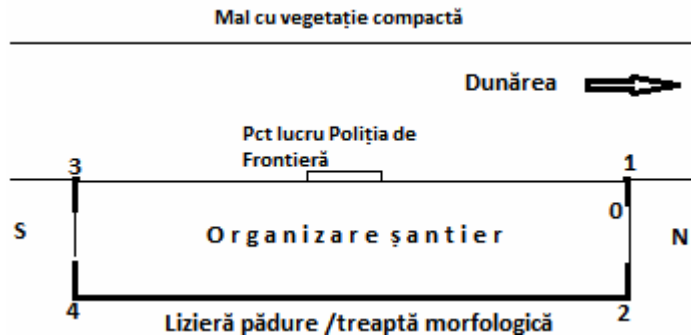 Mal cu vegetație compactă
Dunărea
Pct lucru Poliția de
Frontieră
3
1
0
S
Organizare șantier
N
4
2
Lizieră pădure /treaptă morfologică